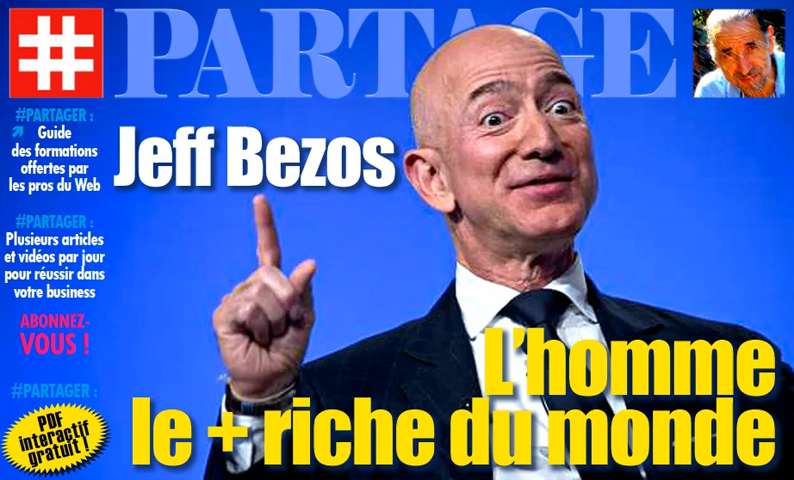 # PARTAGE
#PARTAGER :
Guide
des formations
offertes par
les pros du Web
Jeff Bezos
#PARTAGER :
Plusieurs articles
et vidéos par jour
pour réussir dans
votre business
ABONNEZ-
VOUS !
#PARTAGER :
PDF
interactif
gratuit !
L'homme
le + riche du monde